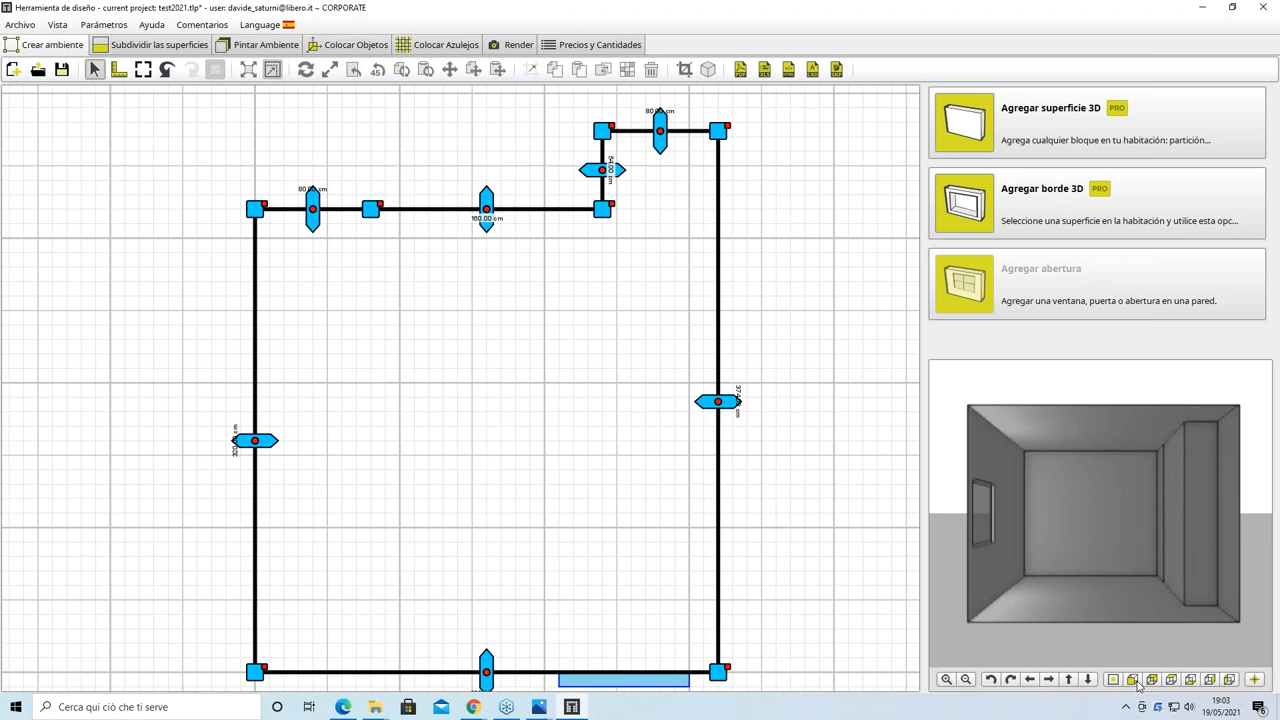 Herramienta de diseño - current project: test2021.tlp* - user: davide_saturni@libero.it ~ CORPORATE
Archivo Vista Parámetros Ayuda Comentarios Language
Crear ambiente Subdividir las superficies Pintar Ambiente Colocar Objetos Colocar Azulejos Render Precios y Cantidades
Agregar superficie 3D PRO
Agrega cualquier bloque en tu habitación: partición...
Agregar borde 3D PRO
Seleccione una superficie en la habitación y utilice esta opc...
Agregar abertura
Agregar una ventana, puerta o abertura en una pared.
54.00 cm
160.00 cm
Cerca qui ciò che ti serve
19:03
19/05/2021